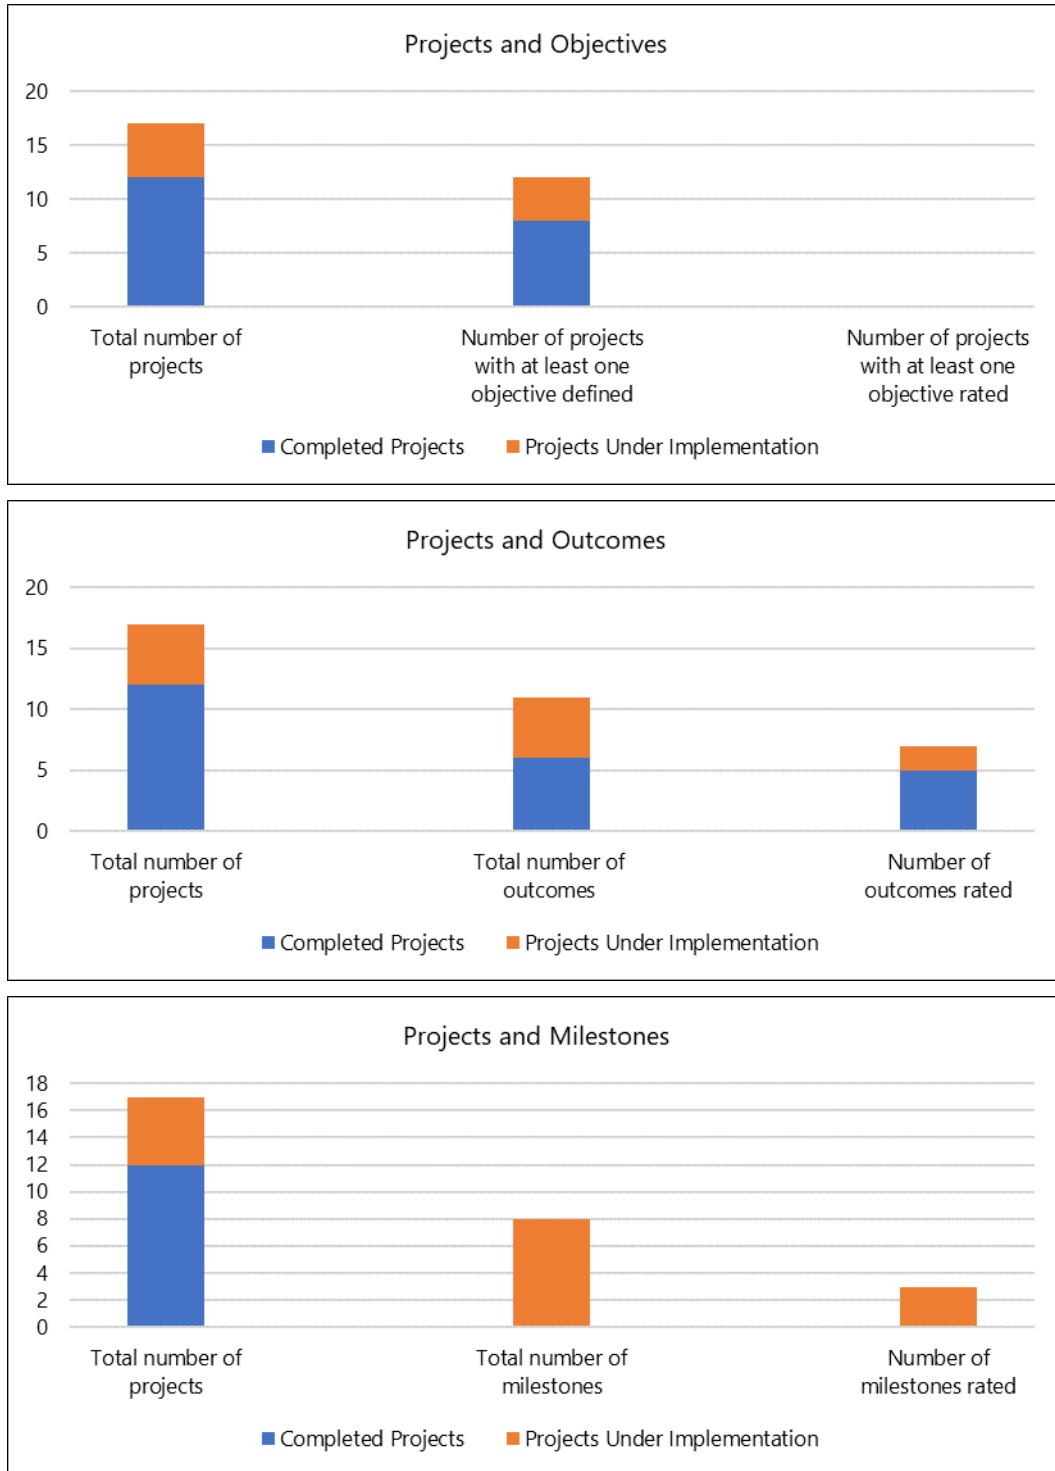 Projects and Objectives
20
15
10
5
0
Total number of
projects
Number of projects
with at least one
objective defined
Number of projects
with at least one
objective rated
Completed Projects
Projects Under Implementation
Projects and Outcomes
20
15
10
5
0
Total number of
projects
Total number of
outcomes
Number of
outcomes rated
Completed Projects
Projects Under Implementation
Projects and Milestones
18
16
14
12
10
8
6
4
2
0
Total number of
projects
Total number of
milestones
Number of
milestones rated
Completed Projects
Projects Under Implementation